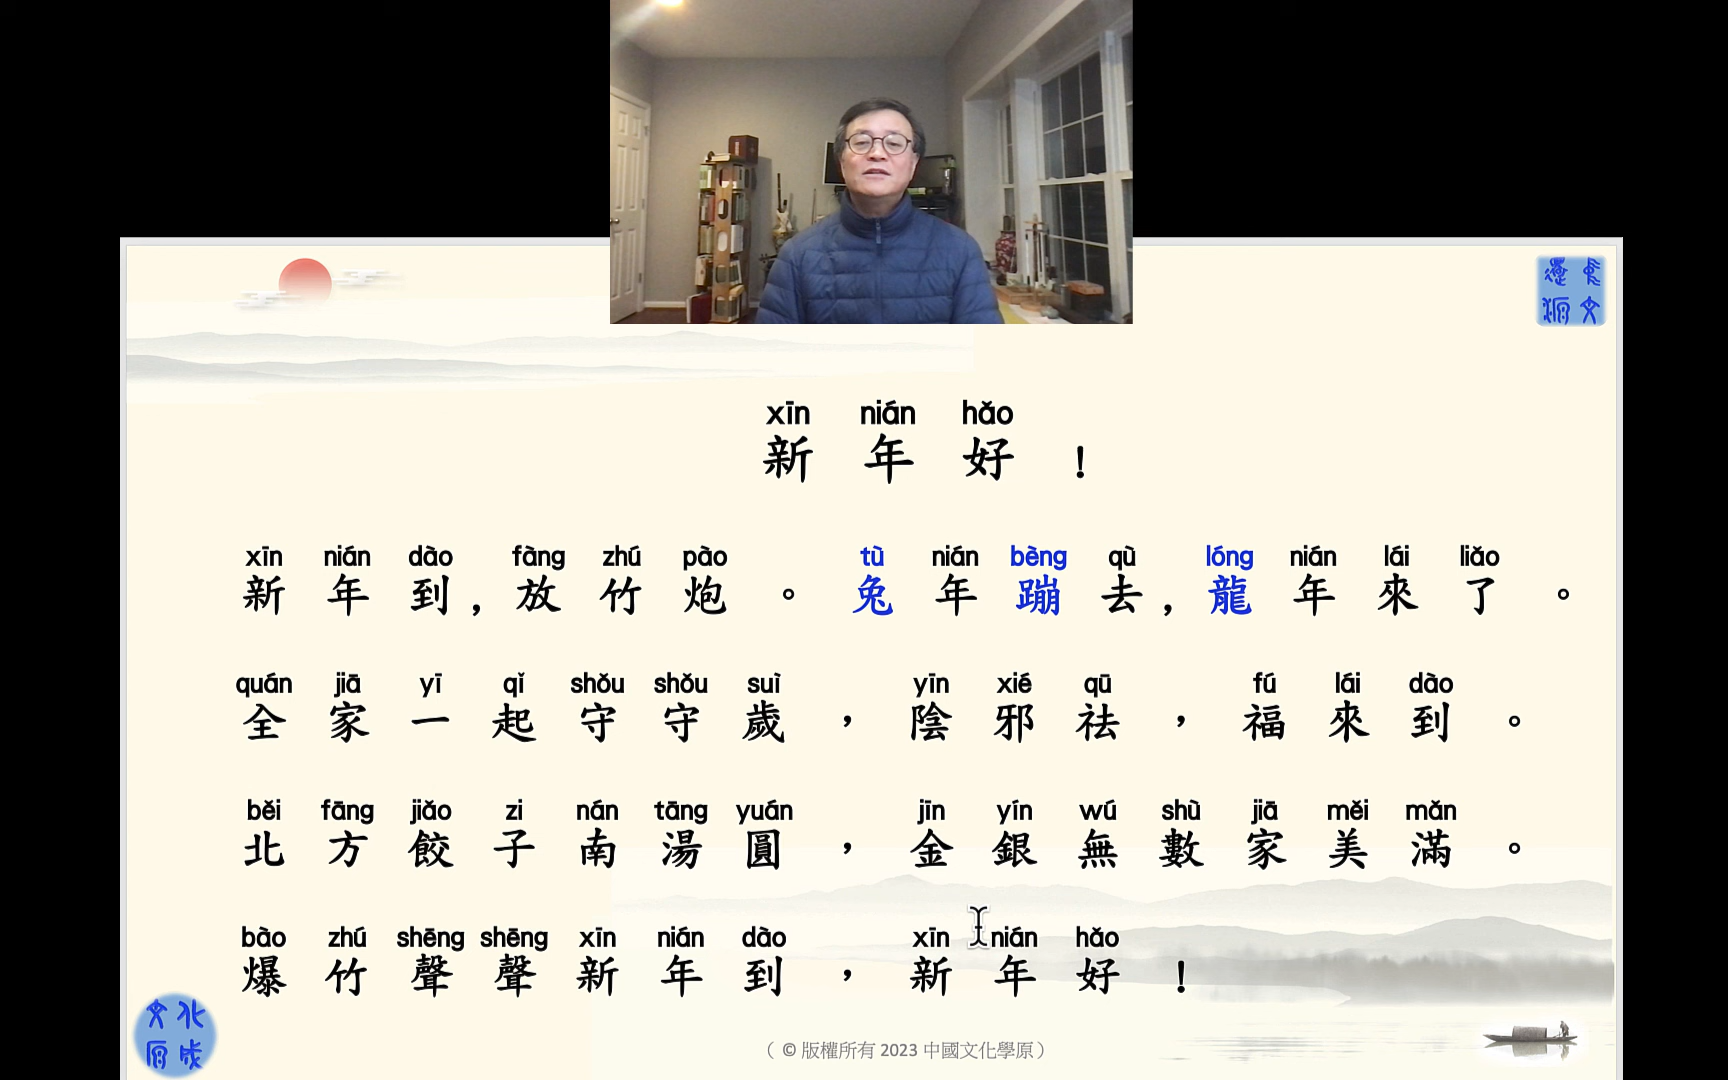 xīn nián hǎo
新年好！
xīn nián dào fàng zhú pào tù nián bèng qù lóng nián lái liǎo
新年到，放竹炮。兔年蹦去，龍年來了。
quán jiā yī qǐ shǒu shǒu suì yīn xié qū fú lái dào
全家一起守守歲，陰邪祛，福來到。
běi fāng jiǎo zi nán tāng yuán jīn yín wú shù jiā měi mǎn
北方餃子南湯圓，金銀無數家美滿。
bào zhú shēng shēng xīn nián dào xīn nián hǎo
爆竹聲聲新年到，新年好！
（ © 版權所有 2023 中國文化學原）